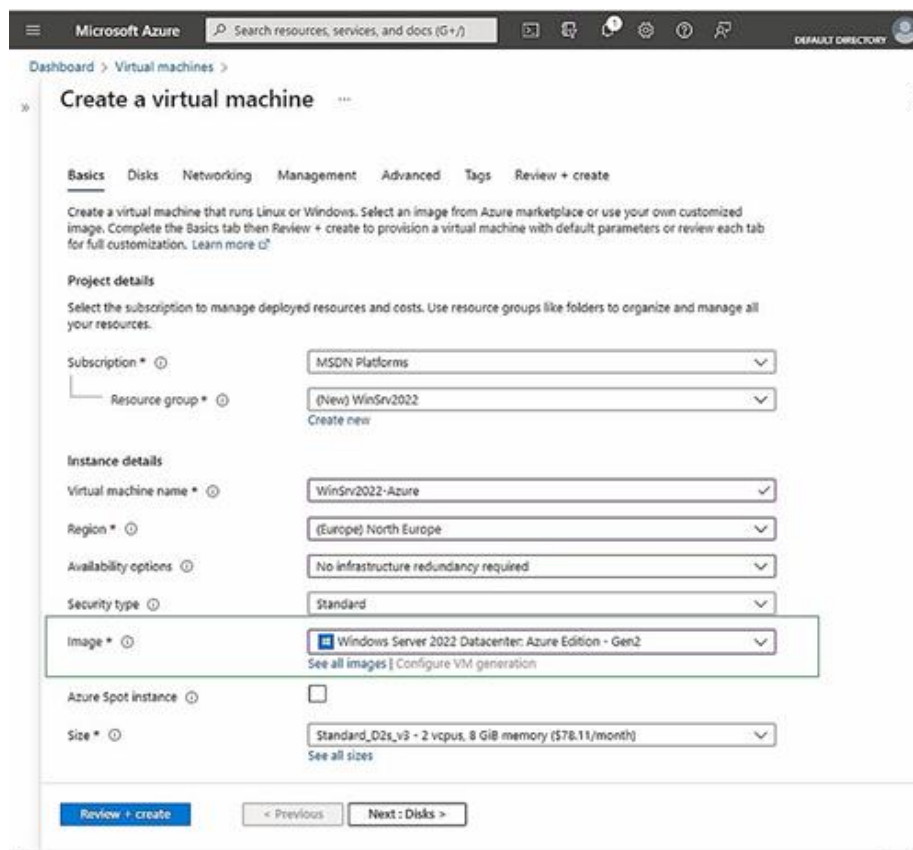 Microsoft Azure
Search resources, services, and docs (G+/)
1
DEFAULT DIRECTORY
Dashboard > Virtual machines >
»
Create a virtual machine ...
Basics Disks Networking Management Advanced Tags Review + create
Create a virtual machine that runs Linux or Windows. Select an image from Azure marketplace or use your own customized
image. Complete the Basics tab then Review + create to provision a virtual machine with default parameters or review each tab
for full customization. Learn more
Project details
Select the subscription to manage deployed resources and costs. Use resource groups like folders to organize and manage all
your resources.
Subscription * MSDN Platforms
Resource group * (New) WinSrv2022
Create new
Instance details
Virtual machine name * WinSrv2022-Azure
Region * (Europe) North Europe
Availability options No infrastructure redundancy required
Security type Standard
Image * Windows Server 2022 Datacenter: Azure Edition - Gen2
See all images | Configure VM generation
Azure Spot instance
Size * Standard_D2s_v3 - 2 vcpus, 8 GiB memory ($78.11/month)
See all sizes
Review + create < Previous Next : Disks >